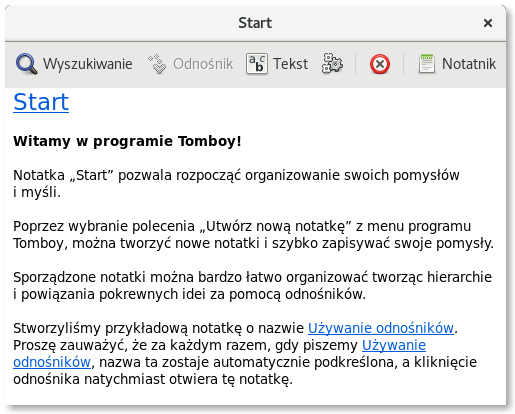 Start
Wyszukiwanie Odnośnik Tekst Notatnik
Start
Witamy w programie Tomboy!
Notatka „Start” pozwala rozpocząć organizowanie swoich pomysłów
i myśli.
Poprzez wybranie polecenia „Utwórz nową notatkę” z menu programu
Tomboy, można tworzyć nowe notatki i szybko zapisywać swoje pomysły.
Sporządzone notatki można bardzo łatwo organizować tworząc hierarchie
i powiązania pokrewnych idei za pomocą odnośników.
Stworzyliśmy przykładową notatkę o nazwie Używanie odnośników.
Proszę zauważyć, że za każdym razem, gdy piszemy Używanie
odnośników, nazwa ta zostaje automatycznie podkreślona, a kliknięcie
odnośnika natychmiast otwiera tę notatkę.